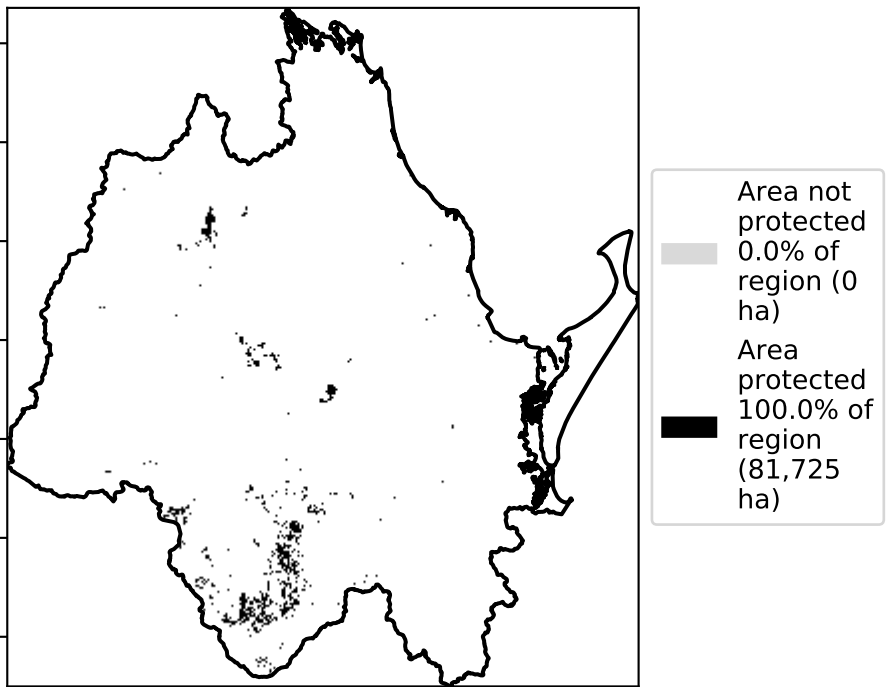 Area not
protected
0.0% of
region (0
ha)
Area
protected
100.0% of
region
(81,725
ha)